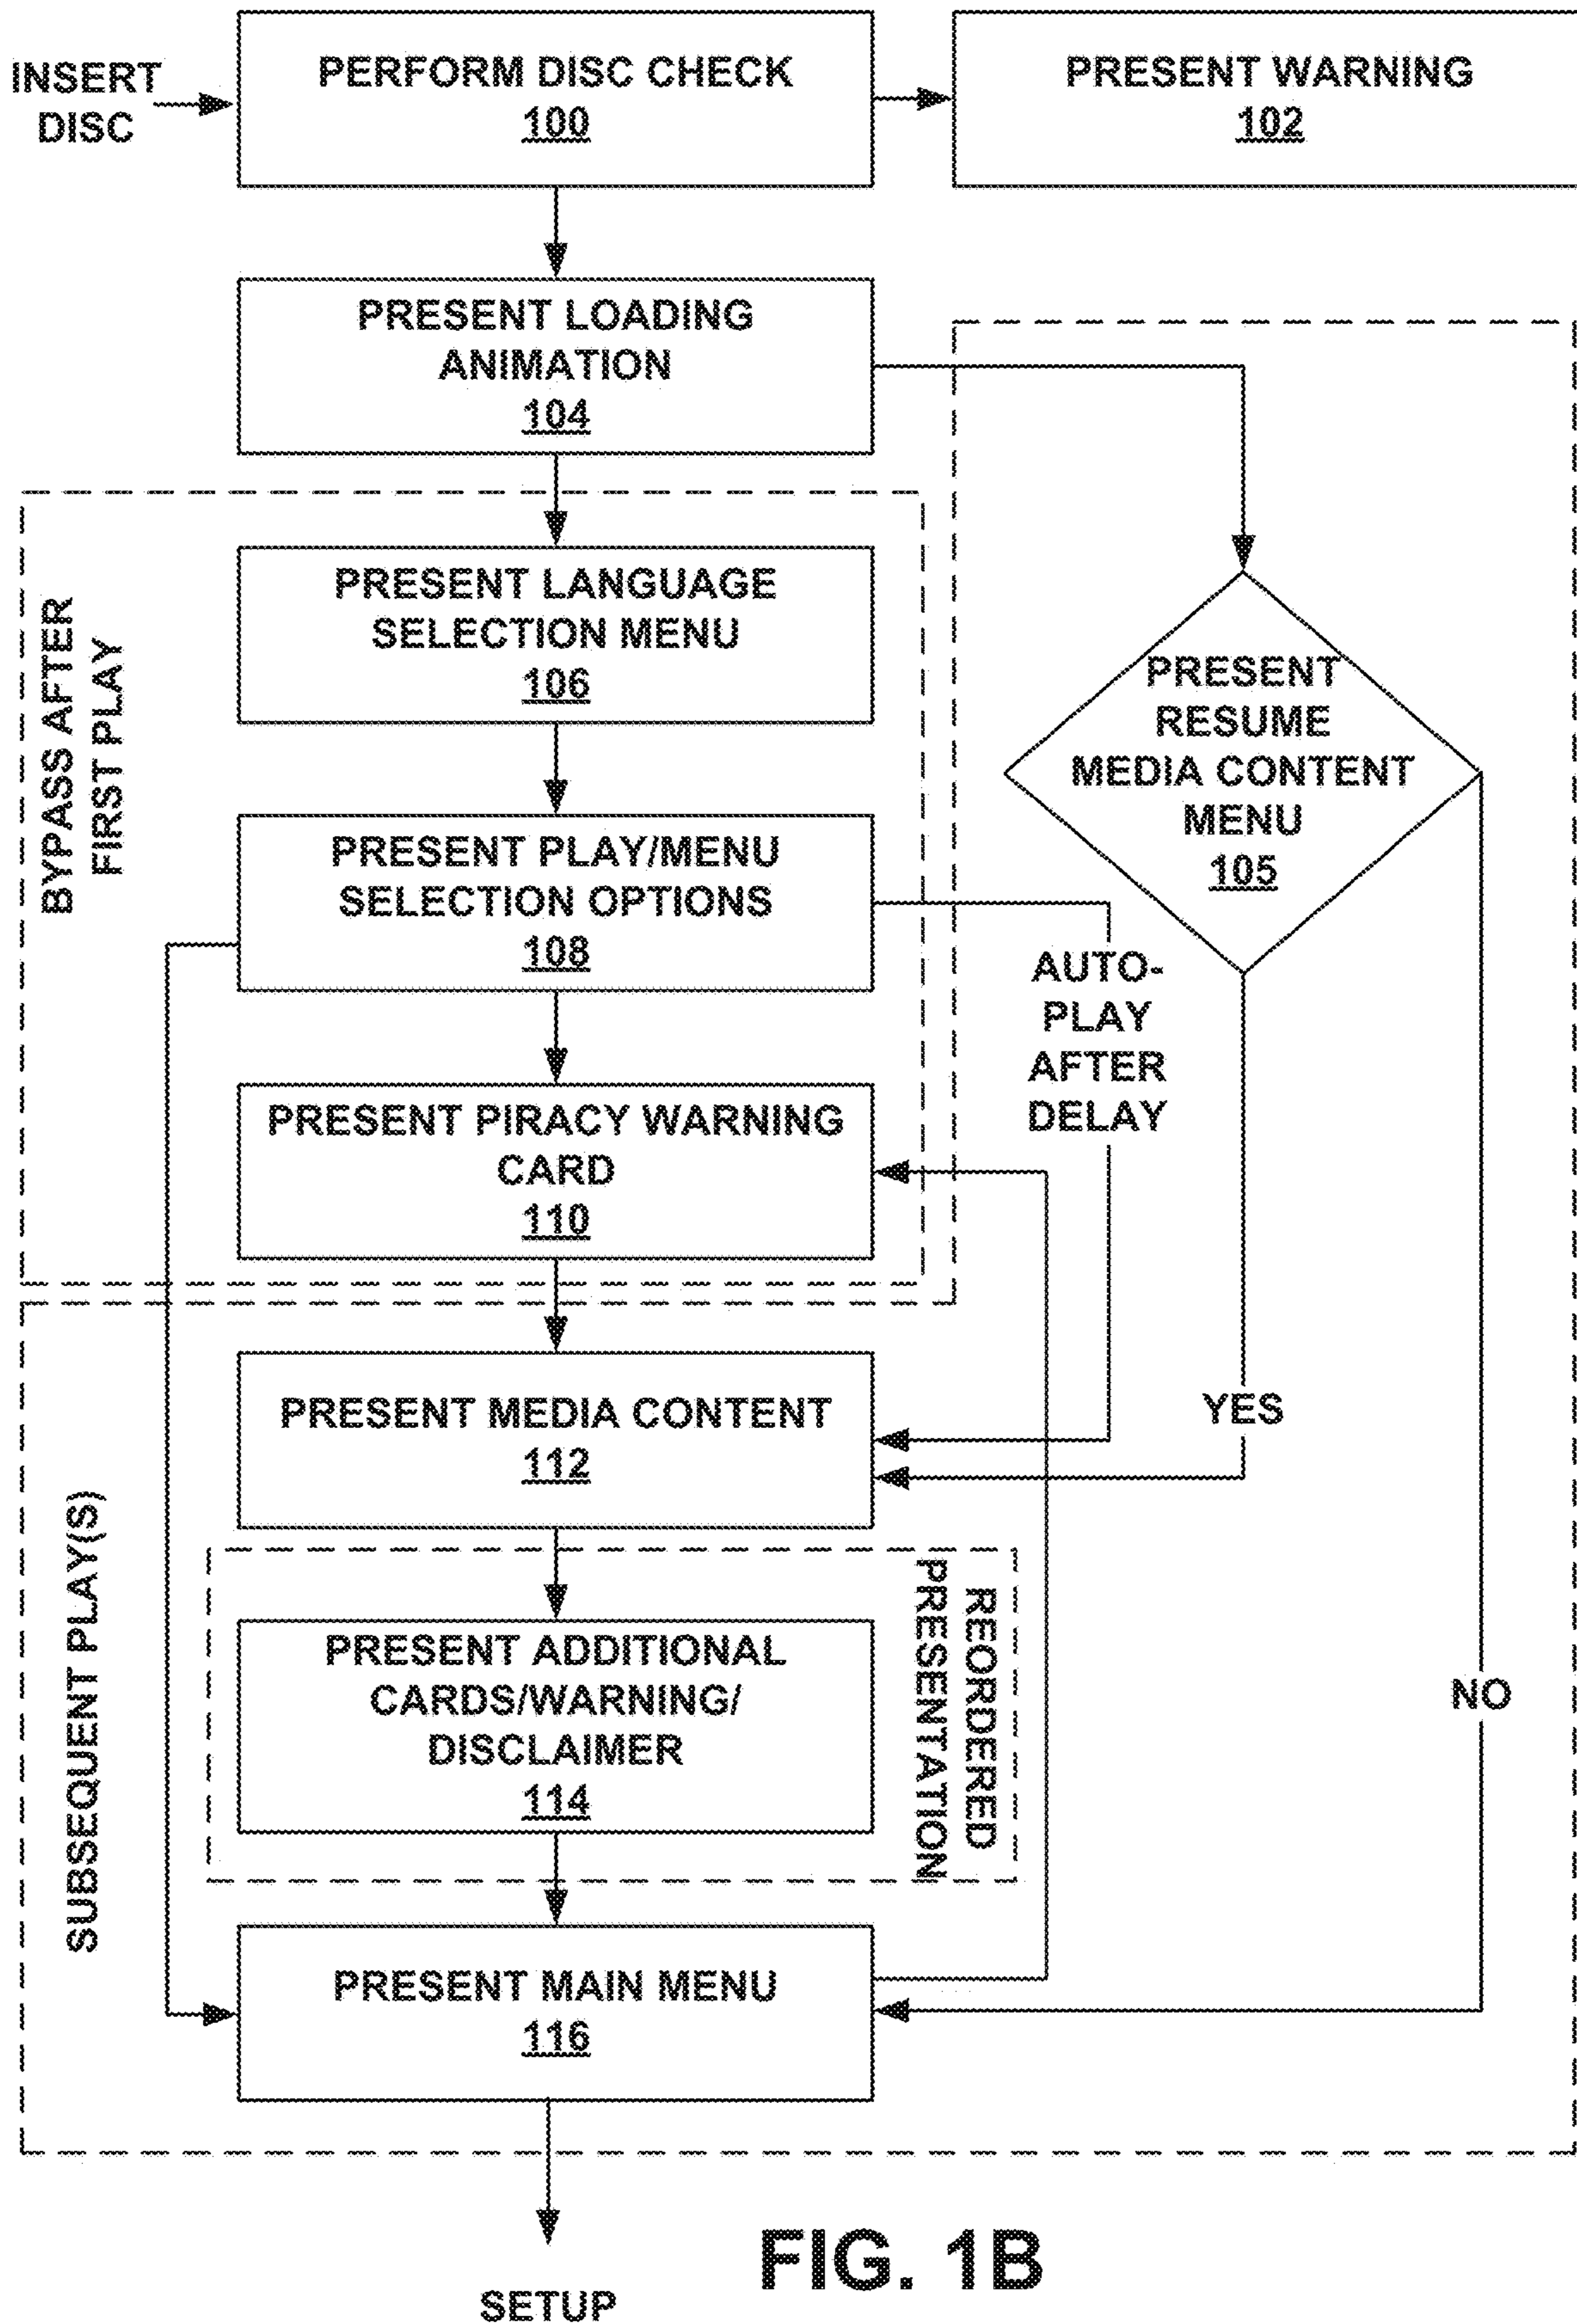 INSERT
DISC
PERFORM DISC CHECK
100
PRESENT WARNING
102
PRESENT LOADING
ANIMATION
104
BYPASS AFTER
FIRST PLAY
PRESENT LANGUAGE
SELECTION MENU
106
PRESENT
RESUME
MEDIA CONTENT
MENU
105
PRESENT PLAY/MENU
SELECTION OPTIONS
108
AUTO-
PLAY
AFTER
DELAY
PRESENT PIRACY WARNING
CARD
110
PRESENT MEDIA CONTENT
112
YES
SUBSEQUENT PLAY(S)
PRESENT ADDITIONAL
CARDS/WARNING/
DISCLAIMER
114
REORDERED
PRESENTATION
NO
PRESENT MAIN MENU
116
SETUP
FIG. 1B